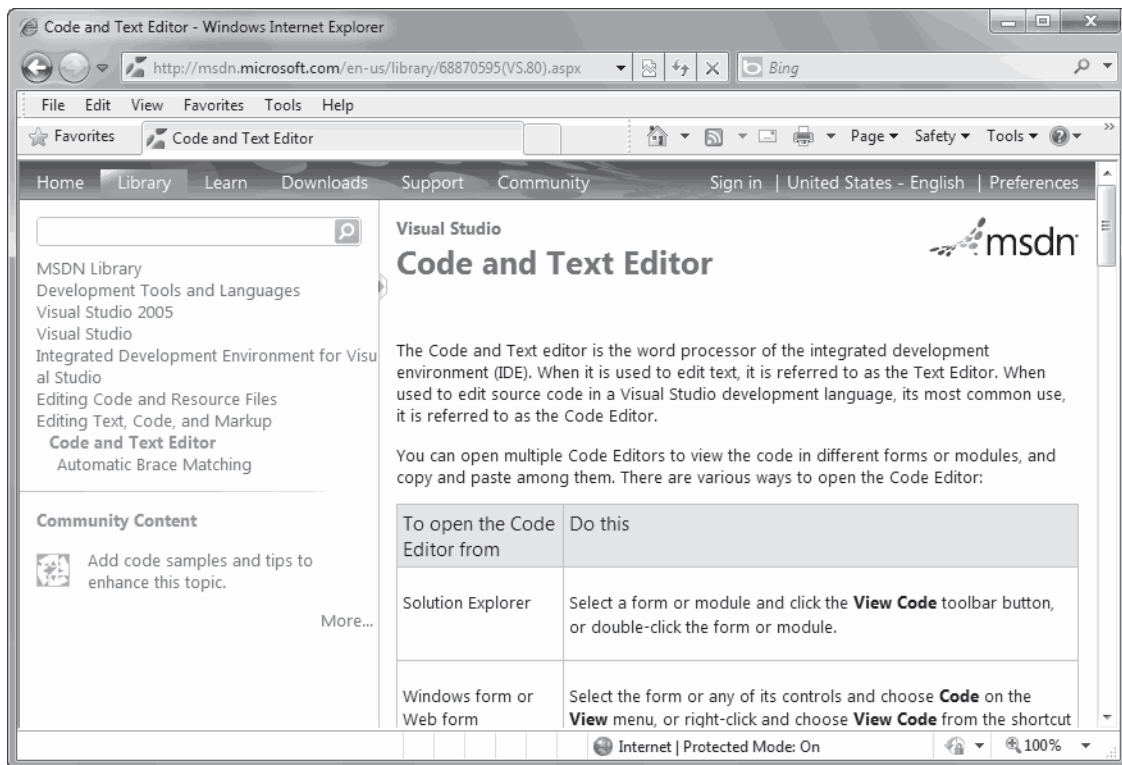 Code and Text Editor - Windows Internet Explorer
http://msdn.microsoft.com/en-us/library/68870595(VS.80).aspx
Bing
File Edit View Favorites Tools Help
Favorites
Code and Text Editor
Page Safety Tools
Home Library Learn Downloads Support Community Sign in | United States - English | Preferences
MSDN Library
Development Tools and Languages
Visual Studio 2005
Visual Studio
Integrated Development Environment for Visu
al Studio
Editing Code and Resource Files
Editing Text, Code, and Markup
Code and Text Editor
Automatic Brace Matching
Community Content
Add code samples and tips to
enhance this topic.
More...
Visual Studio
Code and Text Editor
msdn
The Code and Text editor is the word processor of the integrated development
environment (IDE). When it is used to edit text, it is referred to as the Text Editor. When
used to edit source code in a Visual Studio development language, its most common use,
it is referred to as the Code Editor.
You can open multiple Code Editors to view the code in different forms or modules, and
copy and paste among them. There are various ways to open the Code Editor:
To open the Code
Editor from
Do this
Solution Explorer
Select a form or module and click the View Code toolbar button,
or double-click the form or module.
Windows form or
Web form
Select the form or any of its controls and choose Code on the
View menu, or right-click and choose View Code from the shortcut
Internet | Protected Mode: On
100%